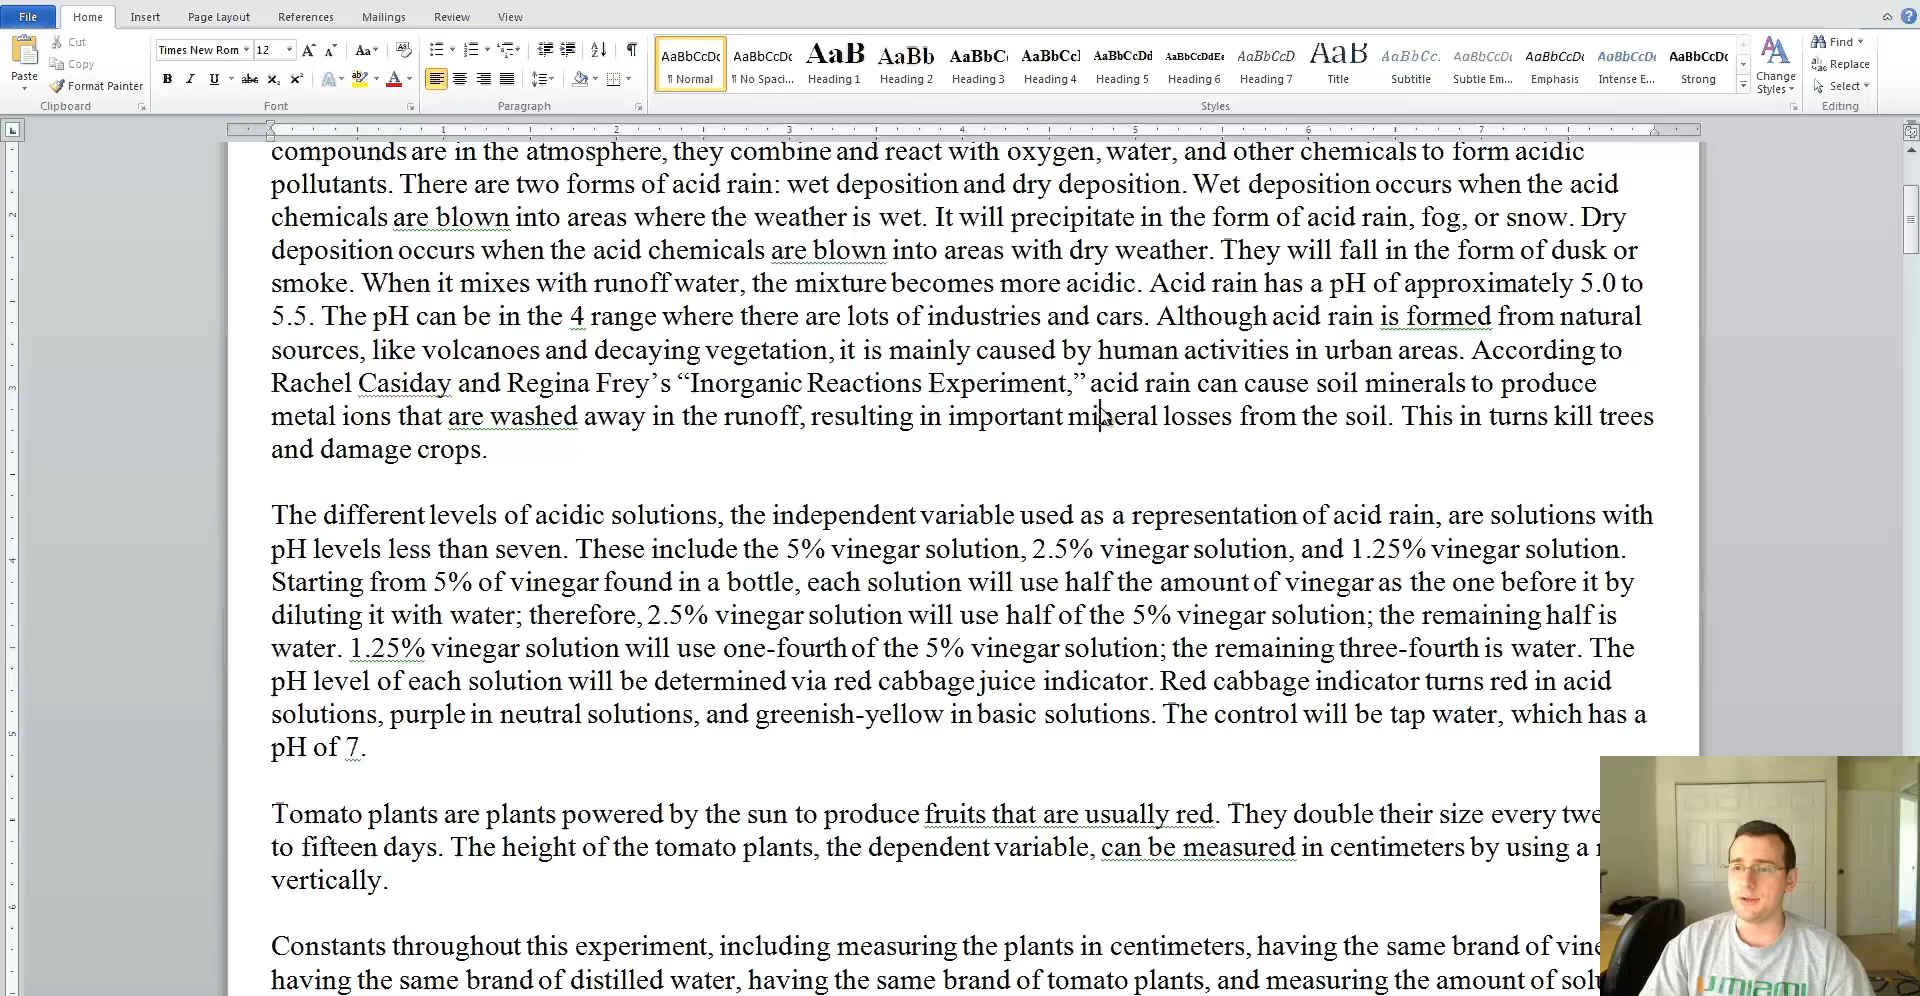 File Home Insert Page Layout References Mailings Review View
Cut
Copy
Paste
Format Painter
Clipboard
Times New Rom 12
B I U abc x₂ x² A
Font
Paragraph
AaBbCcDc AaBbCcDc AaB AaBb AaBbC AaBbCcI AaBbCcDd AaBbCcDdEe AaBbCcD AaB AaBbCc. AaBbCcDc AaBbCcDc AaBbCcDc AaBbCcDc
¶ Normal ¶ No Spaci... Heading 1 Heading 2 Heading 3 Heading 4 Heading 5 Heading 6 Heading 7 Title Subtitle Subtle Em... Emphasis Intense E... Strong
Styles
Change
Styles
Find
Replace
Select
Editing
1 2 3 4 5 6 7
compounds are in the atmosphere, they combine and react with oxygen, water, and other chemicals to form acidic
pollutants. There are two forms of acid rain: wet deposition and dry deposition. Wet deposition occurs when the acid
chemicals are blown into areas where the weather is wet. It will precipitate in the form of acid rain, fog, or snow. Dry
deposition occurs when the acid chemicals are blown into areas with dry weather. They will fall in the form of dusk or
smoke. When it mixes with runoff water, the mixture becomes more acidic. Acid rain has a pH of approximately 5.0 to
5.5. The pH can be in the 4 range where there are lots of industries and cars. Although acid rain is formed from natural
sources, like volcanoes and decaying vegetation, it is mainly caused by human activities in urban areas. According to
Rachel Casiday and Regina Frey’s “Inorganic Reactions Experiment,” acid rain can cause soil minerals to produce
metal ions that are washed away in the runoff, resulting in important mineral losses from the soil. This in turns kill trees
and damage crops.
The different levels of acidic solutions, the independent variable used as a representation of acid rain, are solutions with
pH levels less than seven. These include the 5% vinegar solution, 2.5% vinegar solution, and 1.25% vinegar solution.
Starting from 5% of vinegar found in a bottle, each solution will use half the amount of vinegar as the one before it by
diluting it with water; therefore, 2.5% vinegar solution will use half of the 5% vinegar solution; the remaining half is
water. 1.25% vinegar solution will use one-fourth of the 5% vinegar solution; the remaining three-fourth is water. The
pH level of each solution will be determined via red cabbage juice indicator. Red cabbage indicator turns red in acid
solutions, purple in neutral solutions, and greenish-yellow in basic solutions. The control will be tap water, which has a
pH of 7.
Tomato plants are plants powered by the sun to produce fruits that are usually red. They double their size every twe
to fifteen days. The height of the tomato plants, the dependent variable, can be measured in centimeters by using a
vertically.
Constants throughout this experiment, including measuring the plants in centimeters, having the same brand of vine
having the same brand of distilled water, having the same brand of tomato plants, and measuring the amount of solu
U MIAMI